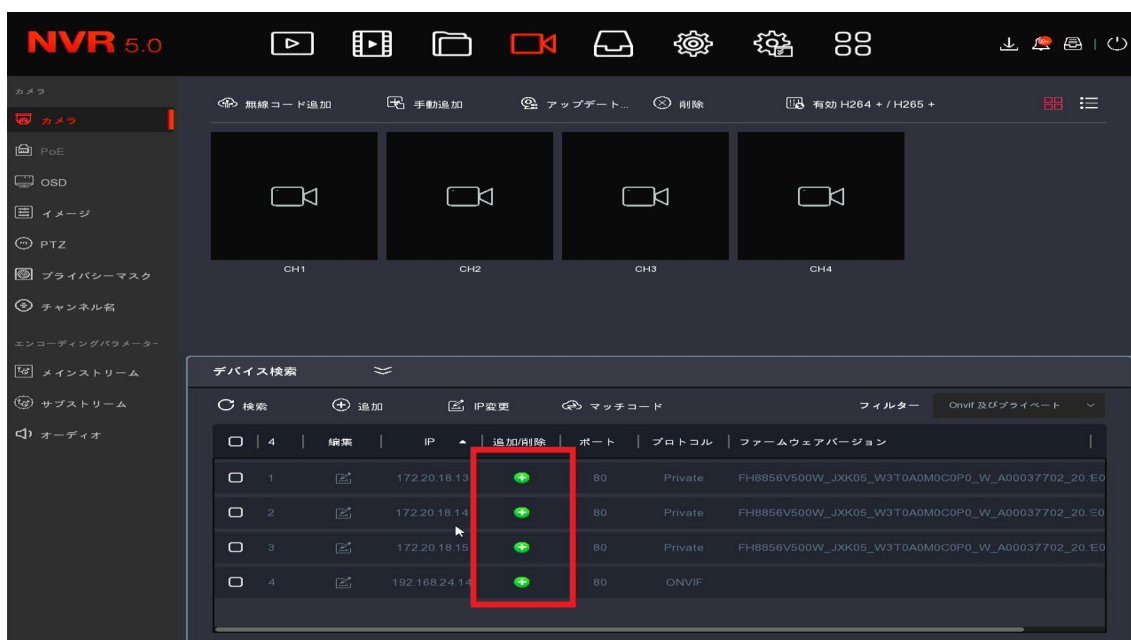 NVR 5.0
カメラ
カメラ
PoE
OSD
イメージ
PTZ
プライバシーマスク
チャンネル名
エンコーディングパラメーター
メインストリーム
サブストリーム
オーディオ
無線コード追加 手動追加 アップデート... 削除 有効 H264 + / H265 +
CH1 CH2 CH3 CH4
デバイス検索
検索 追加 IP変更 マッチコード フィルター Onvif 及びプライベート
4 編集 IP 追加/削除 ポート プロトコル ファームウェアバージョン
1 172.20.18.13 80 Private FH8856V500W_JXK05_W3T0A0M0C0P0_W_A00037702_20.1E0
2 172.20.18.14 80 Private FH8856V500W_JXK05_W3T0A0M0C0P0_W_A00037702_20.
3 172.20.18.15 80 Private FH8856V500W_JXK05_W3T0A0M0C0P0_W_A00037702_20.1E0
4 192.168.24.14 80 ONVIF